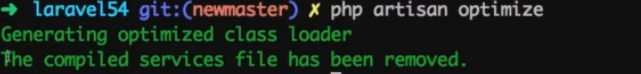 ➜ laravel54 git:(newmaster) ✗ php artisan optimize
Generating optimized class loader
The compiled services file has been removed.